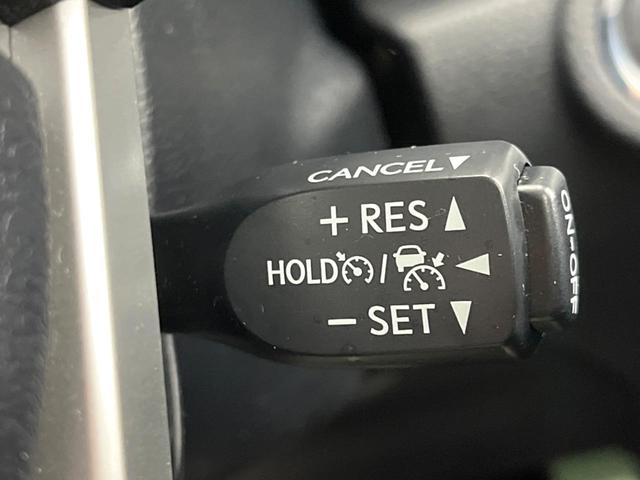 CANCEL▼
+ RES ▲
HOLD / ◀
− SET ▼
ON-OFF